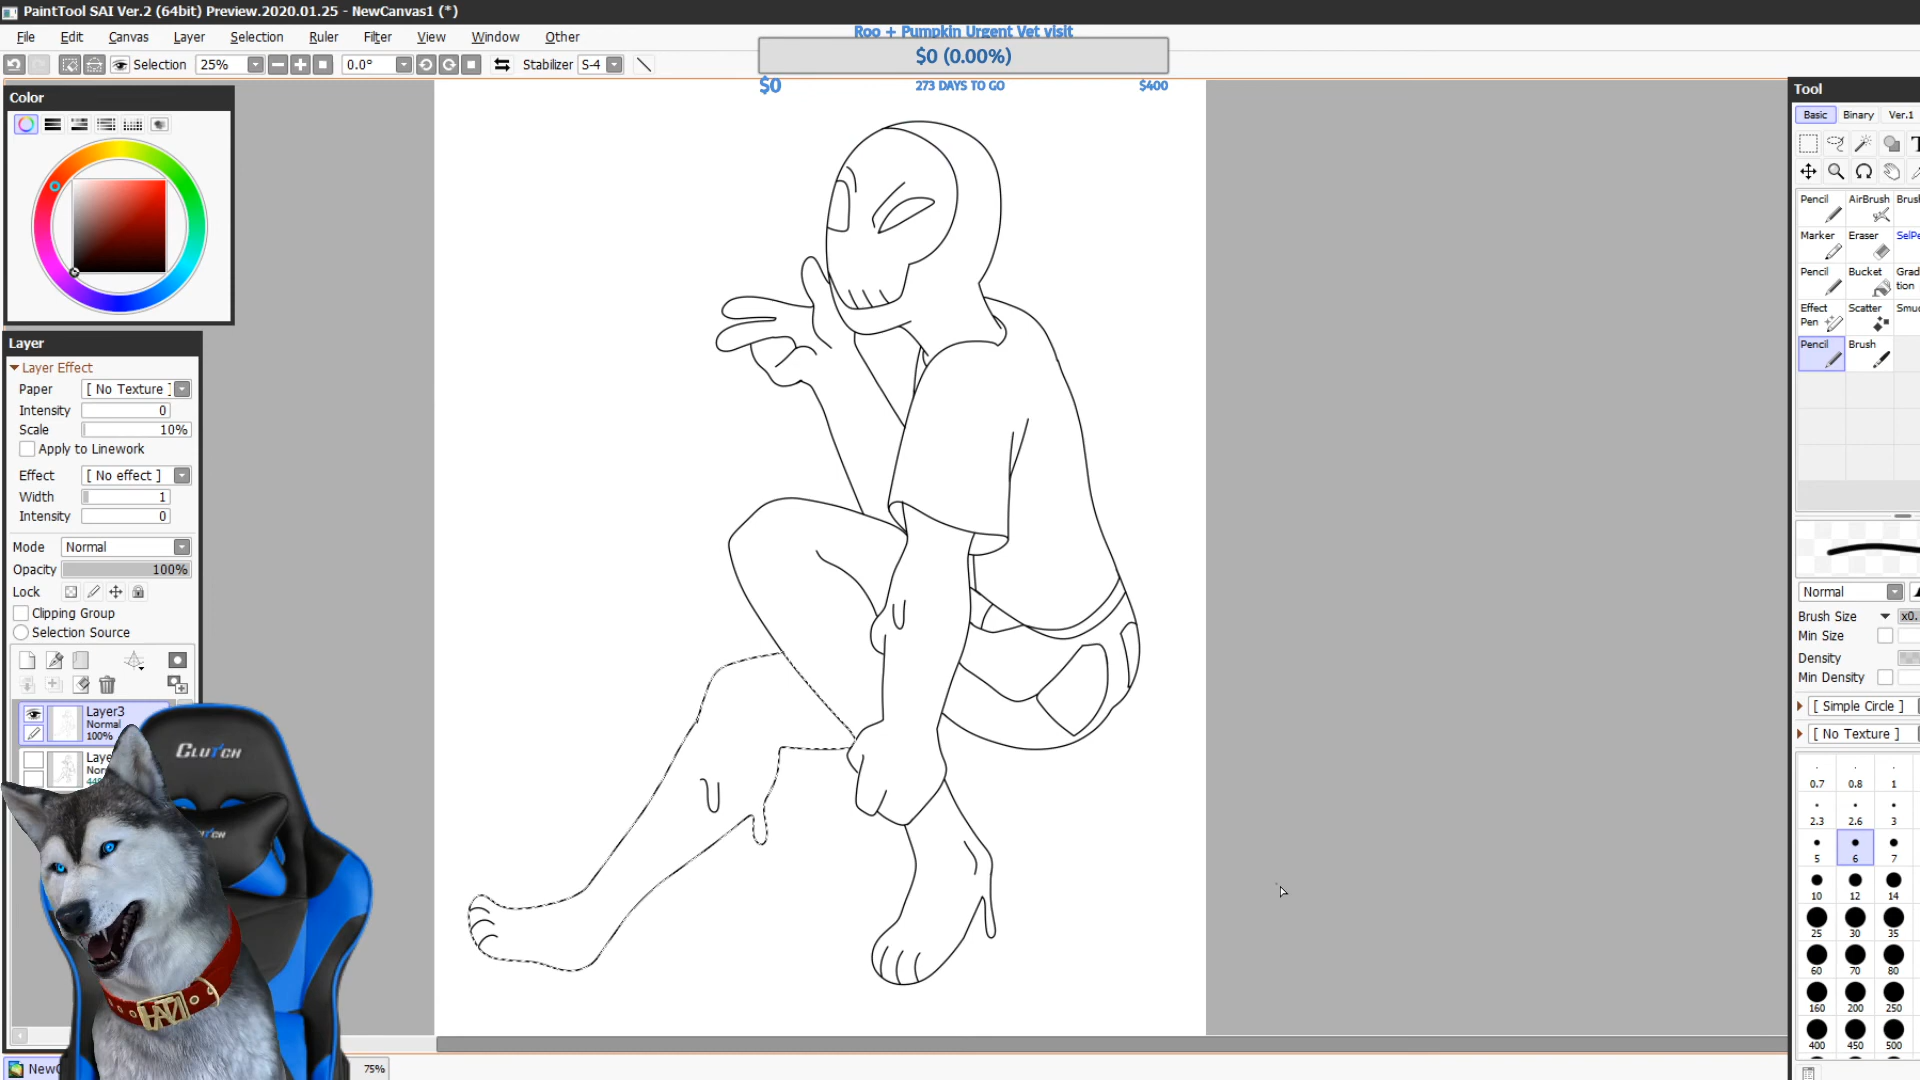 PaintTool SAI Ver.2 (64bit) Preview.2020.01.25 - NewCanvas1 (*)
File Edit Canvas Layer Selection Ruler Filter View Window Other
Roo + Pumpkin Urgent Vet visit
$0 (0.00%)
$0 273 DAYS TO GO $400
Selection 25% 0.0° Stabilizer S-4
Color
Layer
Layer Effect
Paper [ No Texture ]
Intensity 0
Scale 10%
Apply to Linework
Effect [ No effect ]
Width 1
Intensity 0
Mode Normal
Opacity 100%
Lock
Clipping Group
Selection Source
Layer3
Normal
100%
CLUTCH
75%
Tool
Basic Binary Ver.1
Pencil AirBrush
Marker Eraser
Pencil Bucket
Effect Pen Scatter
Pencil Brush
Normal
Brush Size
Min Size
Density
Min Density
[ Simple Circle ]
[ No Texture ]
0.7 0.8 1
2.3 2.6 3
5 6 7
10 12 14
25 30 35
60 70 80
160 200 250
400 450 500